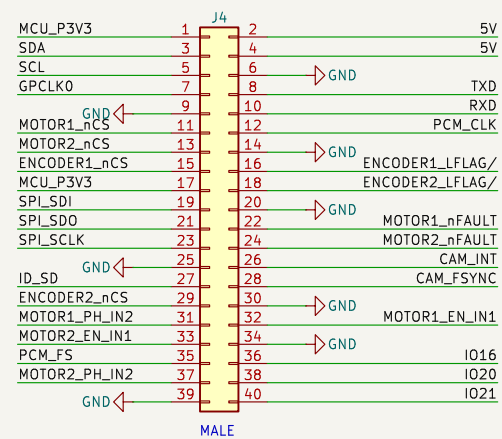 J4
MCU_P3V3 1 2 5V
SDA 3 4 5V
SCL 5 6 GND
GPCLK0 7 8 TXD
GND 9 10 RXD
MOTOR1_nCS 11 12 PCM_CLK
MOTOR2_nCS 13 14 GND
ENCODER1_nCS 15 16 ENCODER1_LFLAG/
MCU_P3V3 17 18 ENCODER2_LFLAG/
SPI_SDI 19 20 GND
SPI_SDO 21 22 MOTOR1_nFAULT
SPI_SCLK 23 24 MOTOR2_nFAULT
GND 25 26 CAM_INT
ID_SD 27 28 CAM_FSYNC
ENCODER2_nCS 29 30 GND
MOTOR1_PH_IN2 31 32 MOTOR1_EN_IN1
MOTOR2_EN_IN1 33 34 GND
PCM_FS 35 36 IO16
MOTOR2_PH_IN2 37 38 IO20
GND 39 40 IO21
MALE